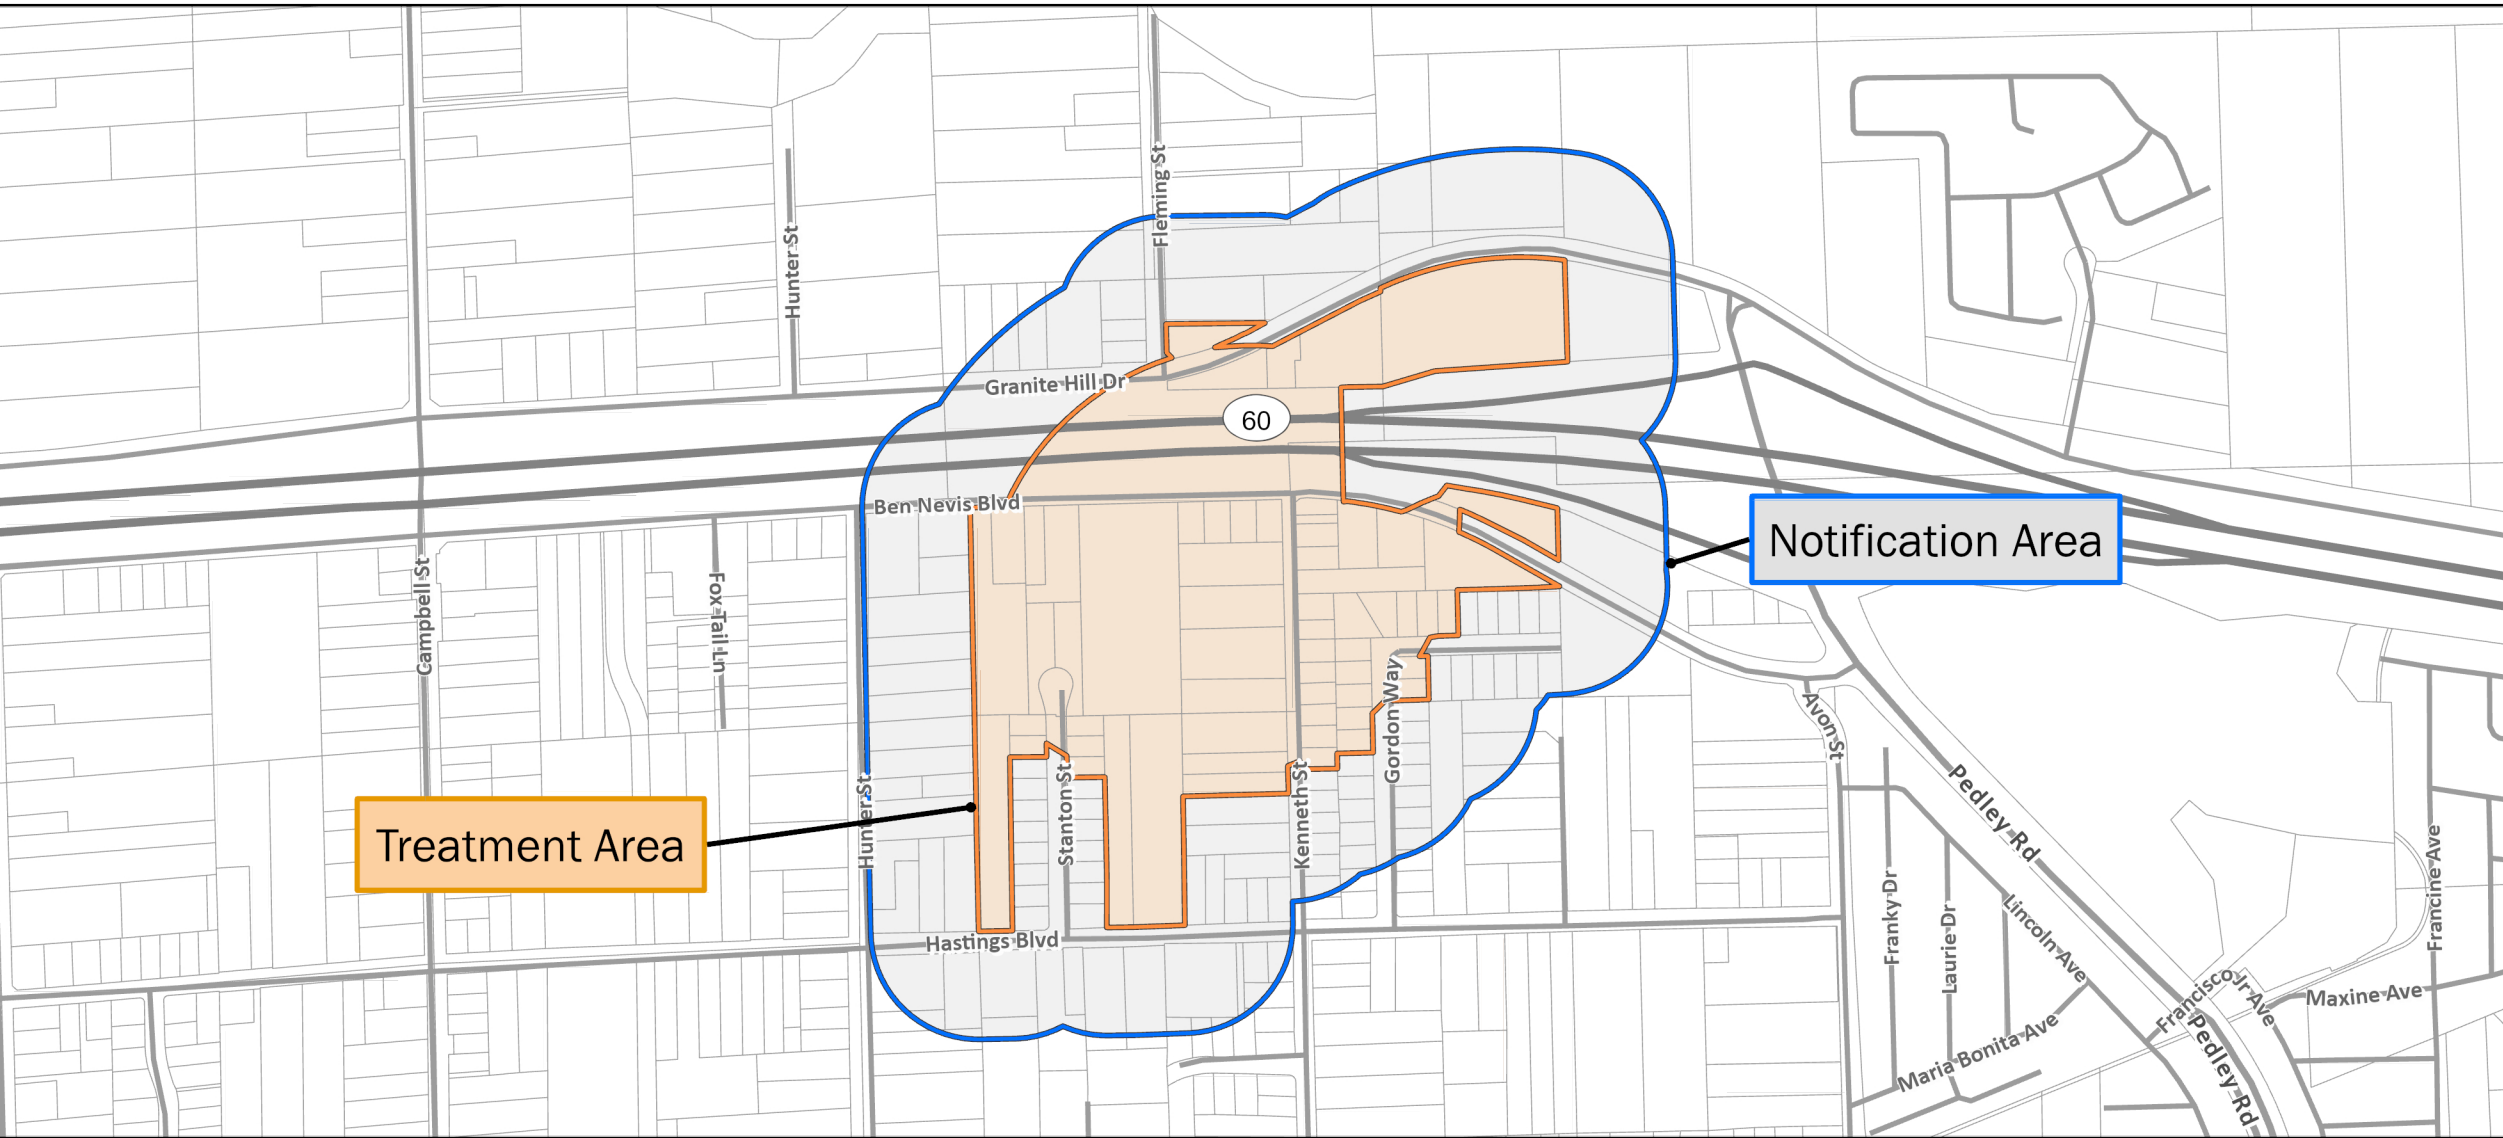 Fleming St
Hunter St
Granite Hill Dr
60
Ben Nevis Blvd
Notification Area
Campbell St
Fox Tail Ln
Gordon Way
Avon St
Treatment Area
Hunter St
Stanton St
Kenneth St
Pedley Rd
Francine Ave
Franky Dr
Laurie Dr
Lincoln Ave
Hastings Blvd
Francisco Jr Ave
Maxine Ave
Maria Bonita Ave
Pedley Rd